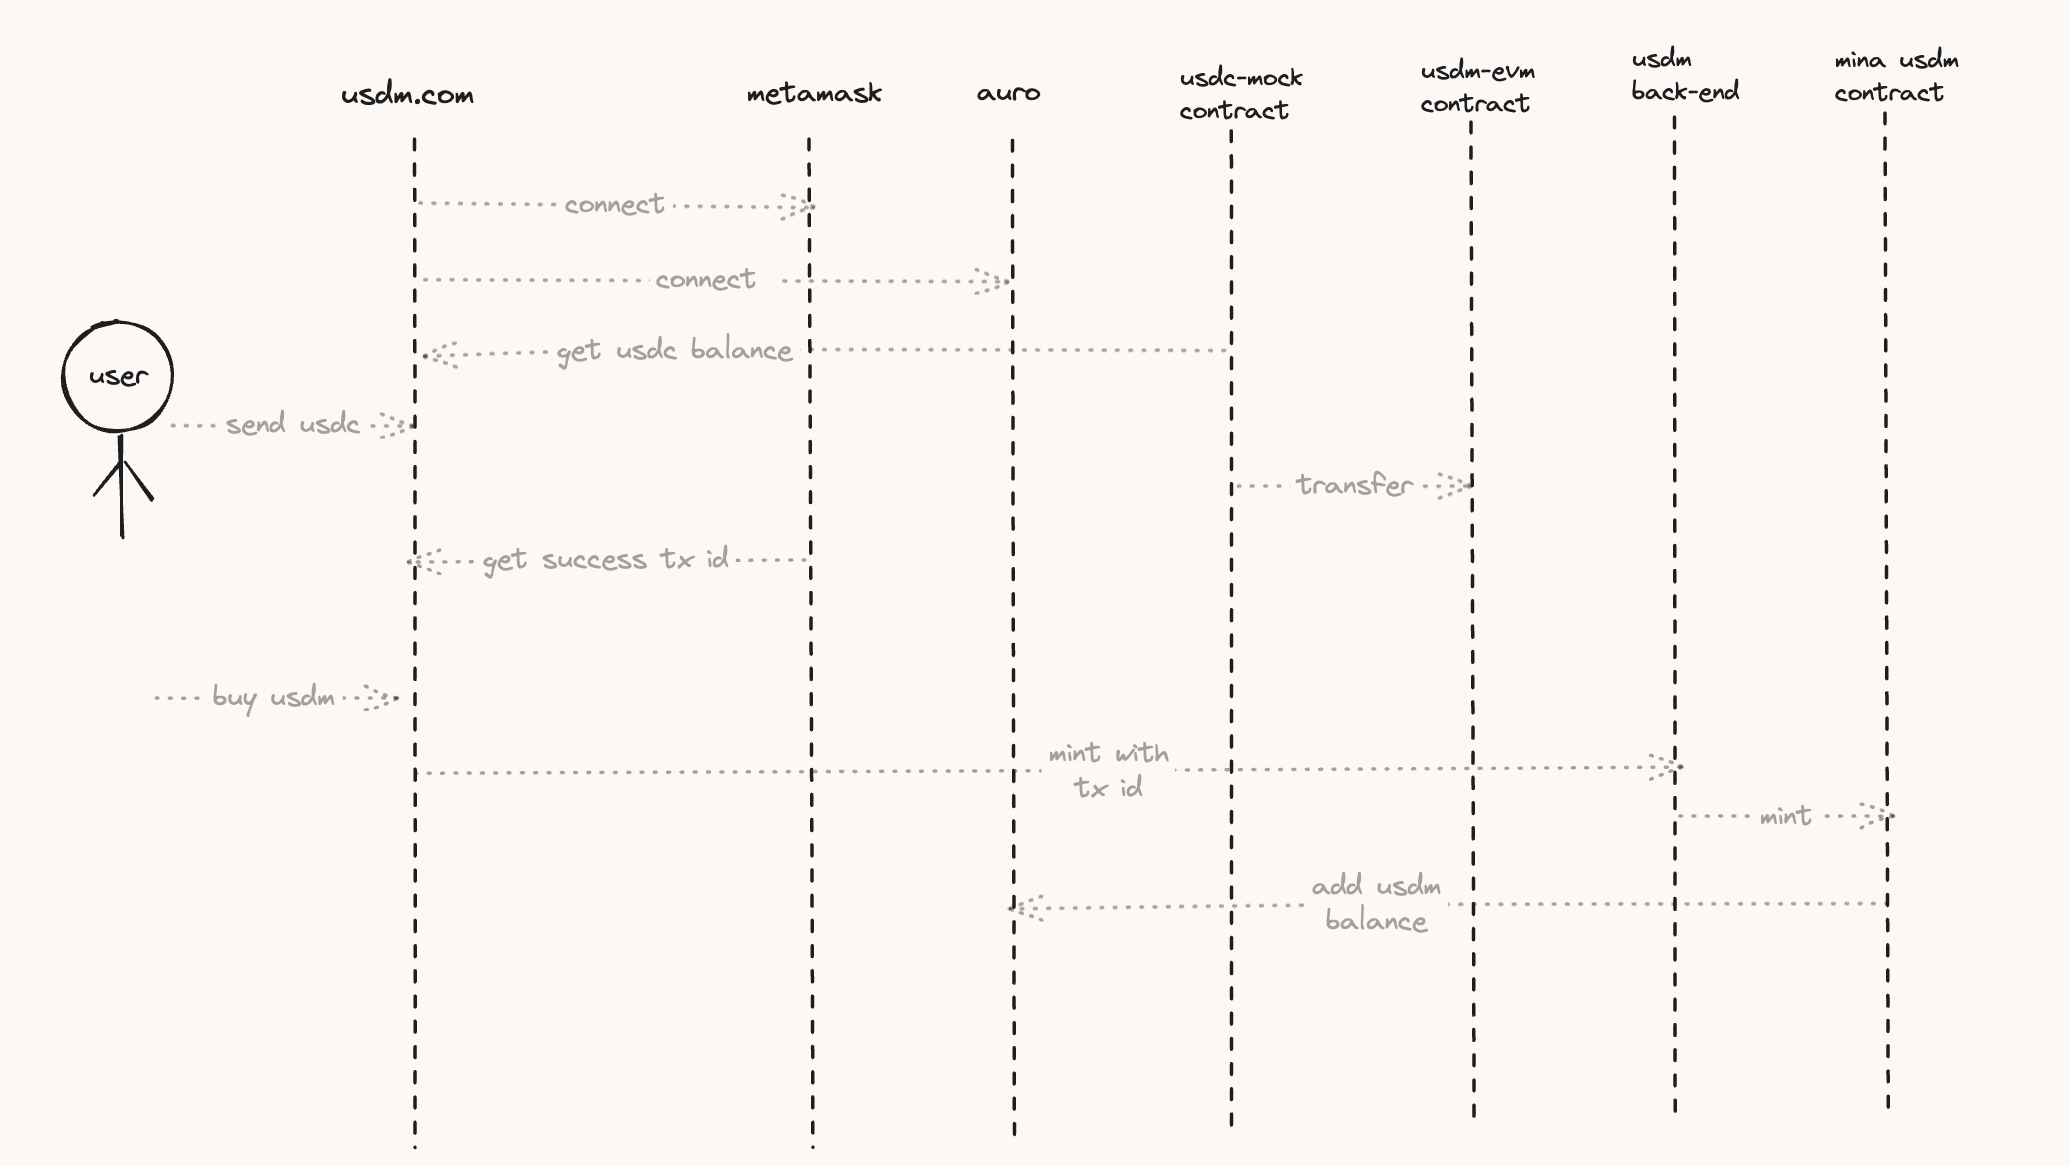 usdm.com
metamask
auro
usdc-mock
contract
usdm-evm
contract
usdm
back-end
mina usdm
contract
connect
connect
get usdc balance
user
send usdc
transfer
get success tx id
buy usdm
mint with
tx id
mint
add usdm
balance